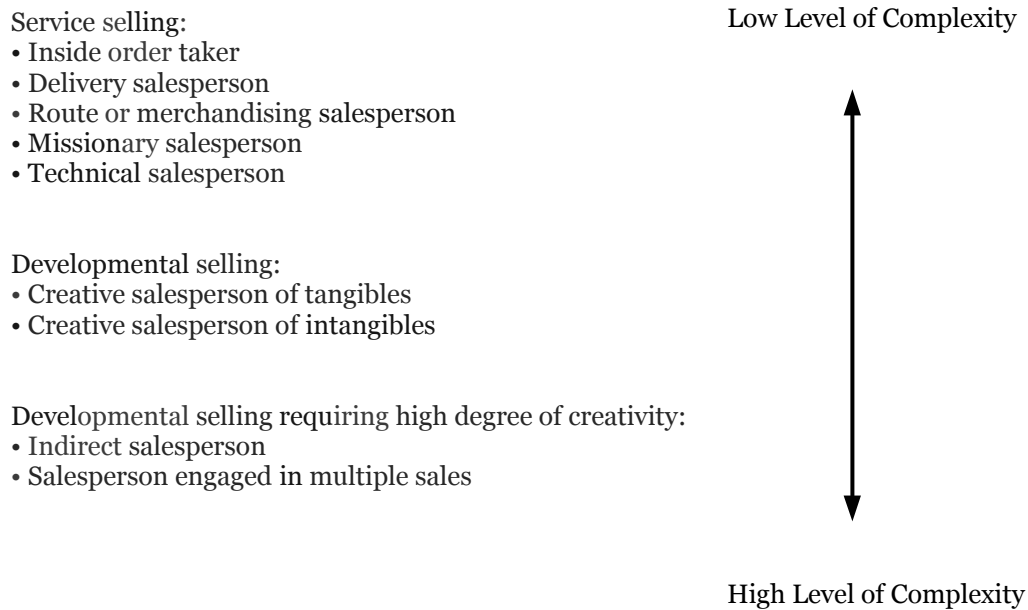 Service selling:
• Inside order taker
• Delivery salesperson
• Route or merchandising salesperson
• Missionary salesperson
• Technical salesperson
Developmental selling:
• Creative salesperson of tangibles
• Creative salesperson of intangibles
Developmental selling requiring high degree of creativity:
• Indirect salesperson
• Salesperson engaged in multiple sales
Low Level of Complexity
High Level of Complexity